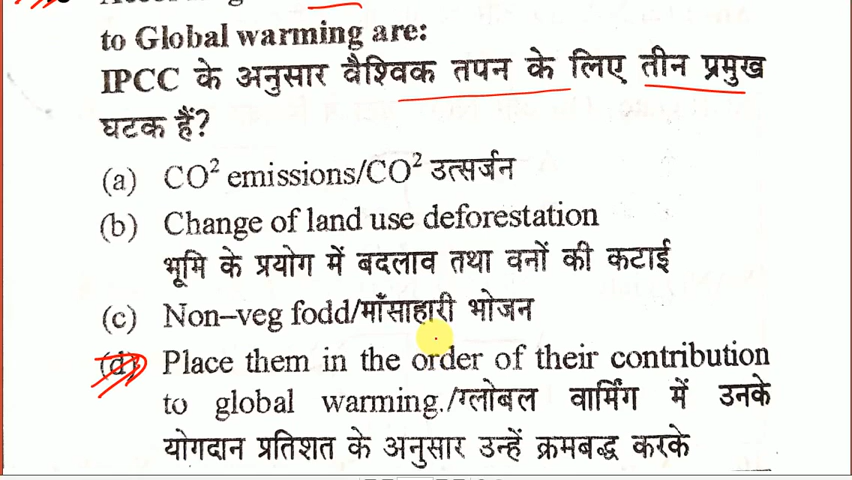 to Global warming are:
IPCC के अनुसार वैश्विक तपन के लिए तीन प्रमुख
घटक हैं?
(a) CO² emissions/CO² उत्सर्जन
(b) Change of land use deforestation
भूमि के प्रयोग में बदलाव तथा वनों की कटाई
(c) Non–veg fodd/माँसाहारी भोजन
(d) Place them in the order of their contribution
to global warming./ग्लोबल वार्मिंग में उनके
योगदान प्रतिशत के अनुसार उन्हें क्रमबद्ध करके